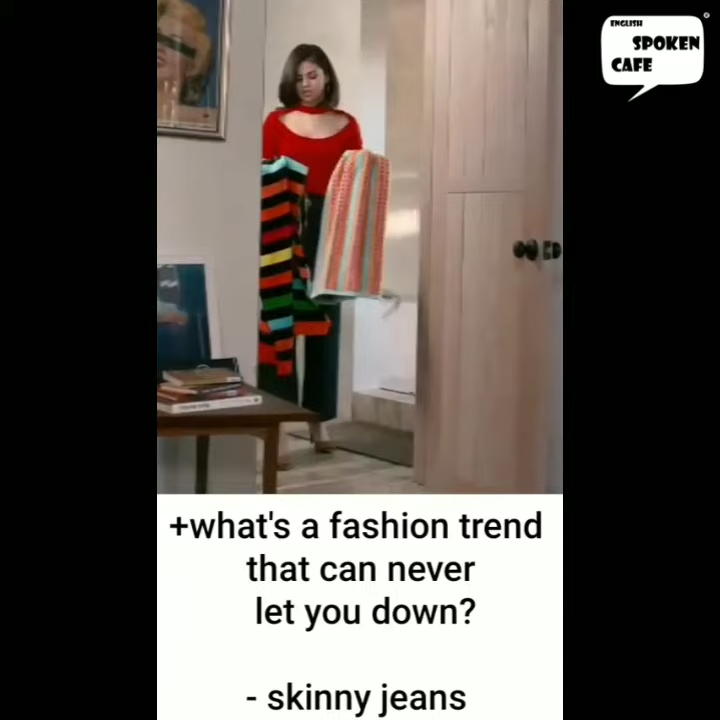 ENGLISH
SPOKEN
CAFE
+what's a fashion trend
that can never
let you down?
- skinny jeans